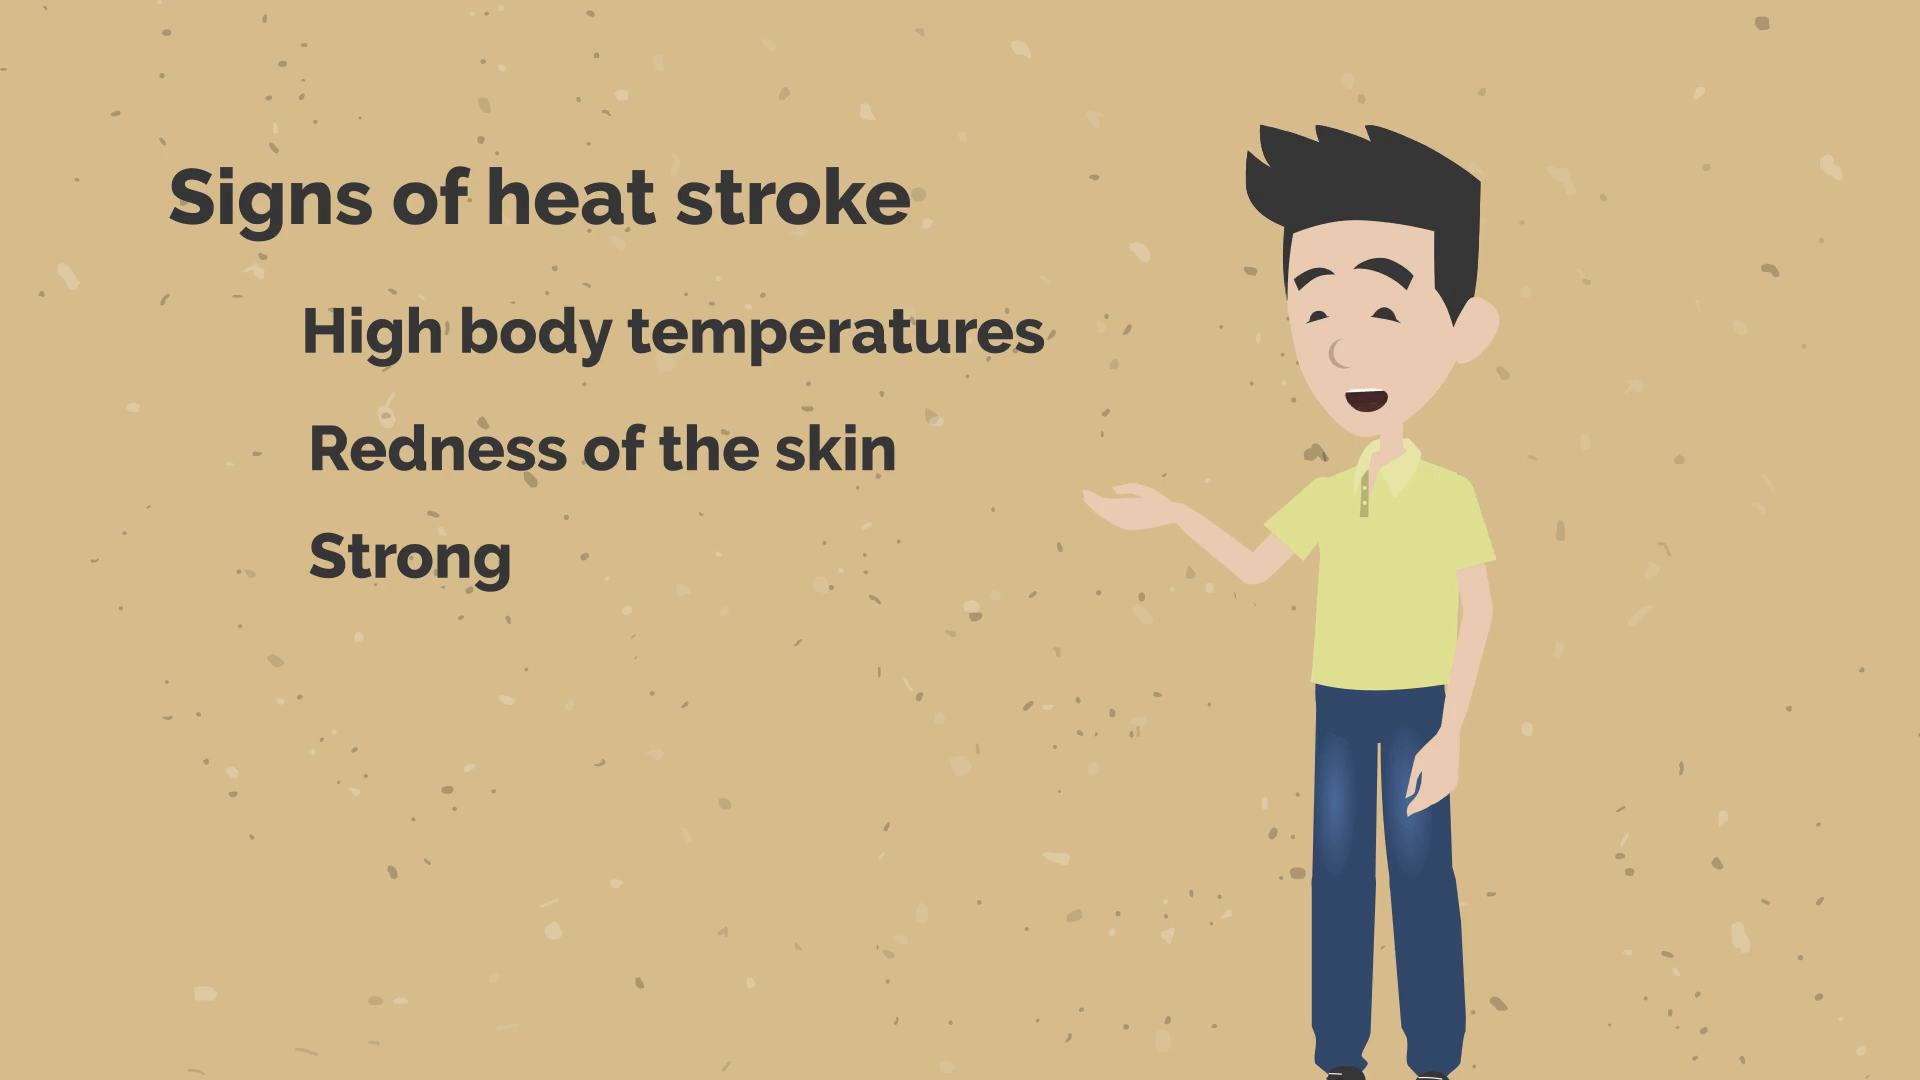 Signs of heat stroke
High body temperatures
Redness of the skin
Strong